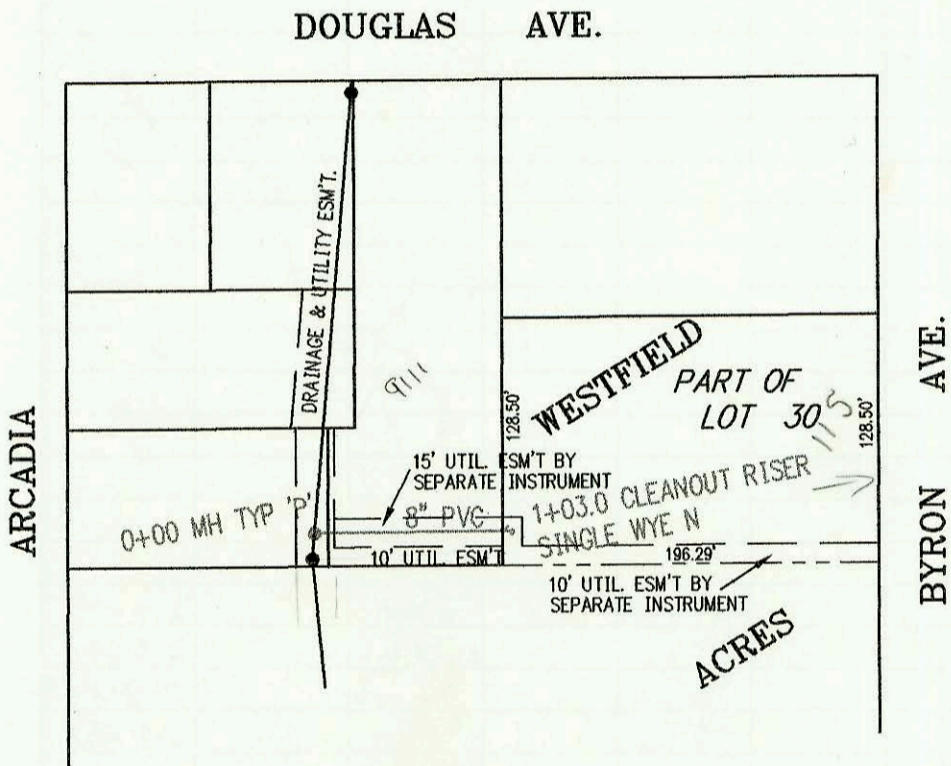 DOUGLAS AVE.
DRAINAGE & UTILITY ESM'T.
ARCADIA
BYRON AVE.
9111
WESTFIELD
PART OF
LOT 30
115
128.50'
128.50'
15' UTIL. ESM'T BY
SEPARATE INSTRUMENT
0+00 MH TYP 'P'
8" PVC
1+03.0 CLEANOUT RISER
SINGLE WYE N
10' UTIL. ESM'T
196.29'
10' UTIL. ESM'T BY
SEPARATE INSTRUMENT
ACRES